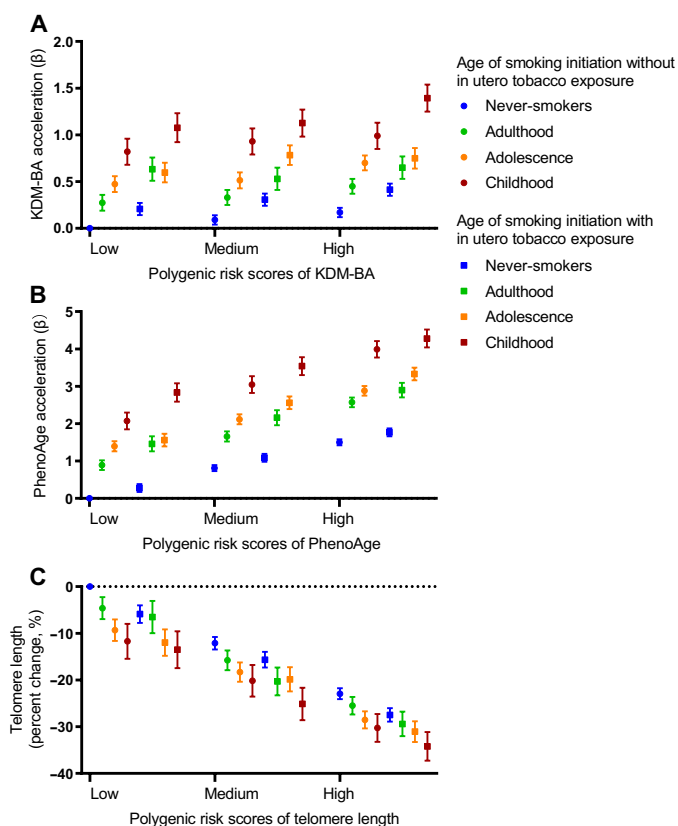 A
KDM-BA acceleration (β)
2.0
1.5
1.0
0.5
0.0
Low
Medium
High
Polygenic risk scores of KDM-BA
Age of smoking initiation without
in utero tobacco exposure
Never-smokers
Adulthood
Adolescence
Childhood
Age of smoking initiation with
in utero tobacco exposure
Never-smokers
Adulthood
Adolescence
Childhood
B
PhenoAge acceleration (β)
5
4
3
2
1
0
Low
Medium
High
Polygenic risk scores of PhenoAge
C
Telomere length
(percent change, %)
0
−10
−20
−30
−40
Low
Medium
High
Polygenic risk scores of telomere length